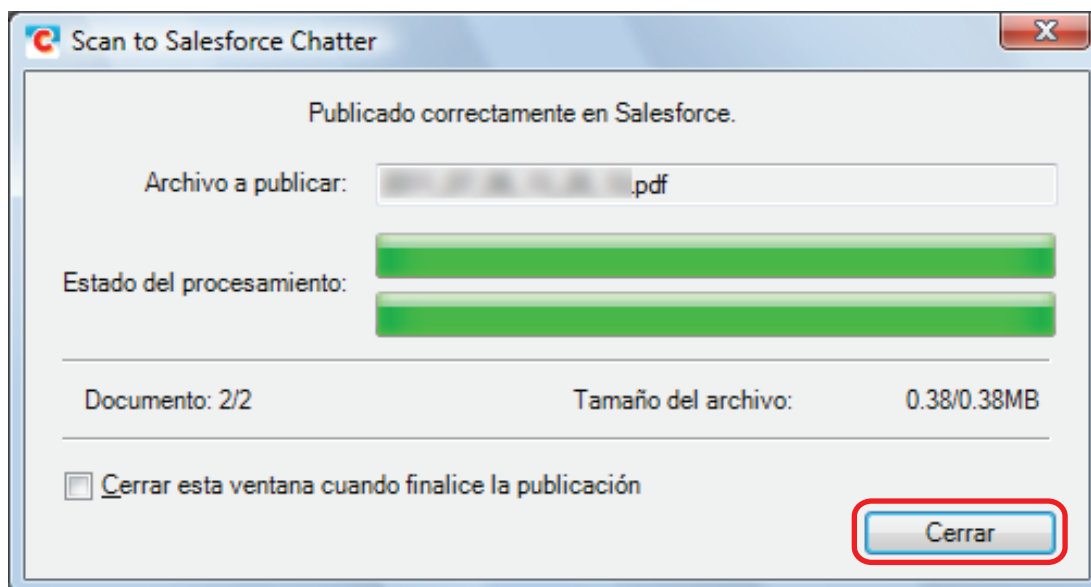 Scan to Salesforce Chatter
Publicado correctamente en Salesforce.
Archivo a publicar: .pdf
Estado del procesamiento:
Documento: 2/2 Tamaño del archivo: 0.38/0.38MB
Cerrar esta ventana cuando finalice la publicación
Cerrar